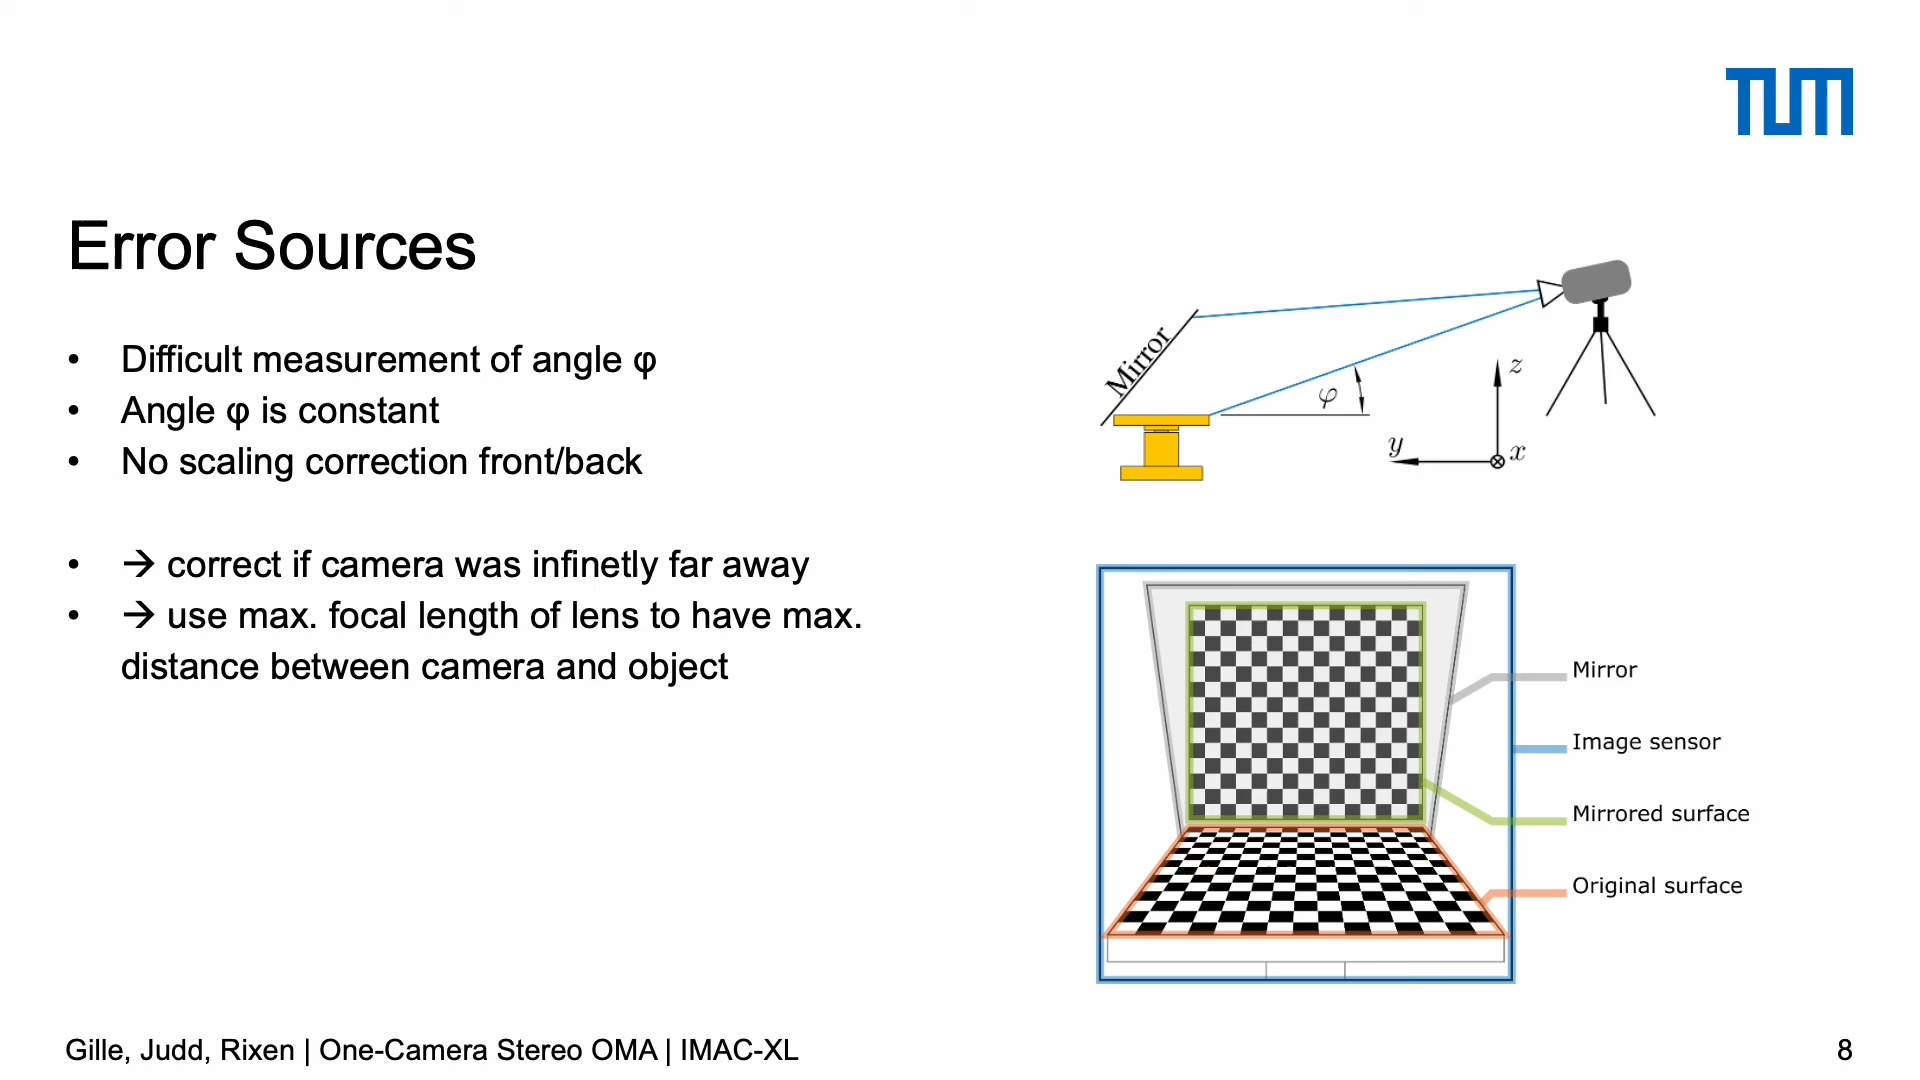 TUM
Error Sources
• Difficult measurement of angle φ
• Angle φ is constant
• No scaling correction front/back
• → correct if camera was infinetly far away
• → use max. focal length of lens to have max.
distance between camera and object
Mirror
φ
z
y
x
Mirror
Image sensor
Mirrored surface
Original surface
Gille, Judd, Rixen | One-Camera Stereo OMA | IMAC-XL
8